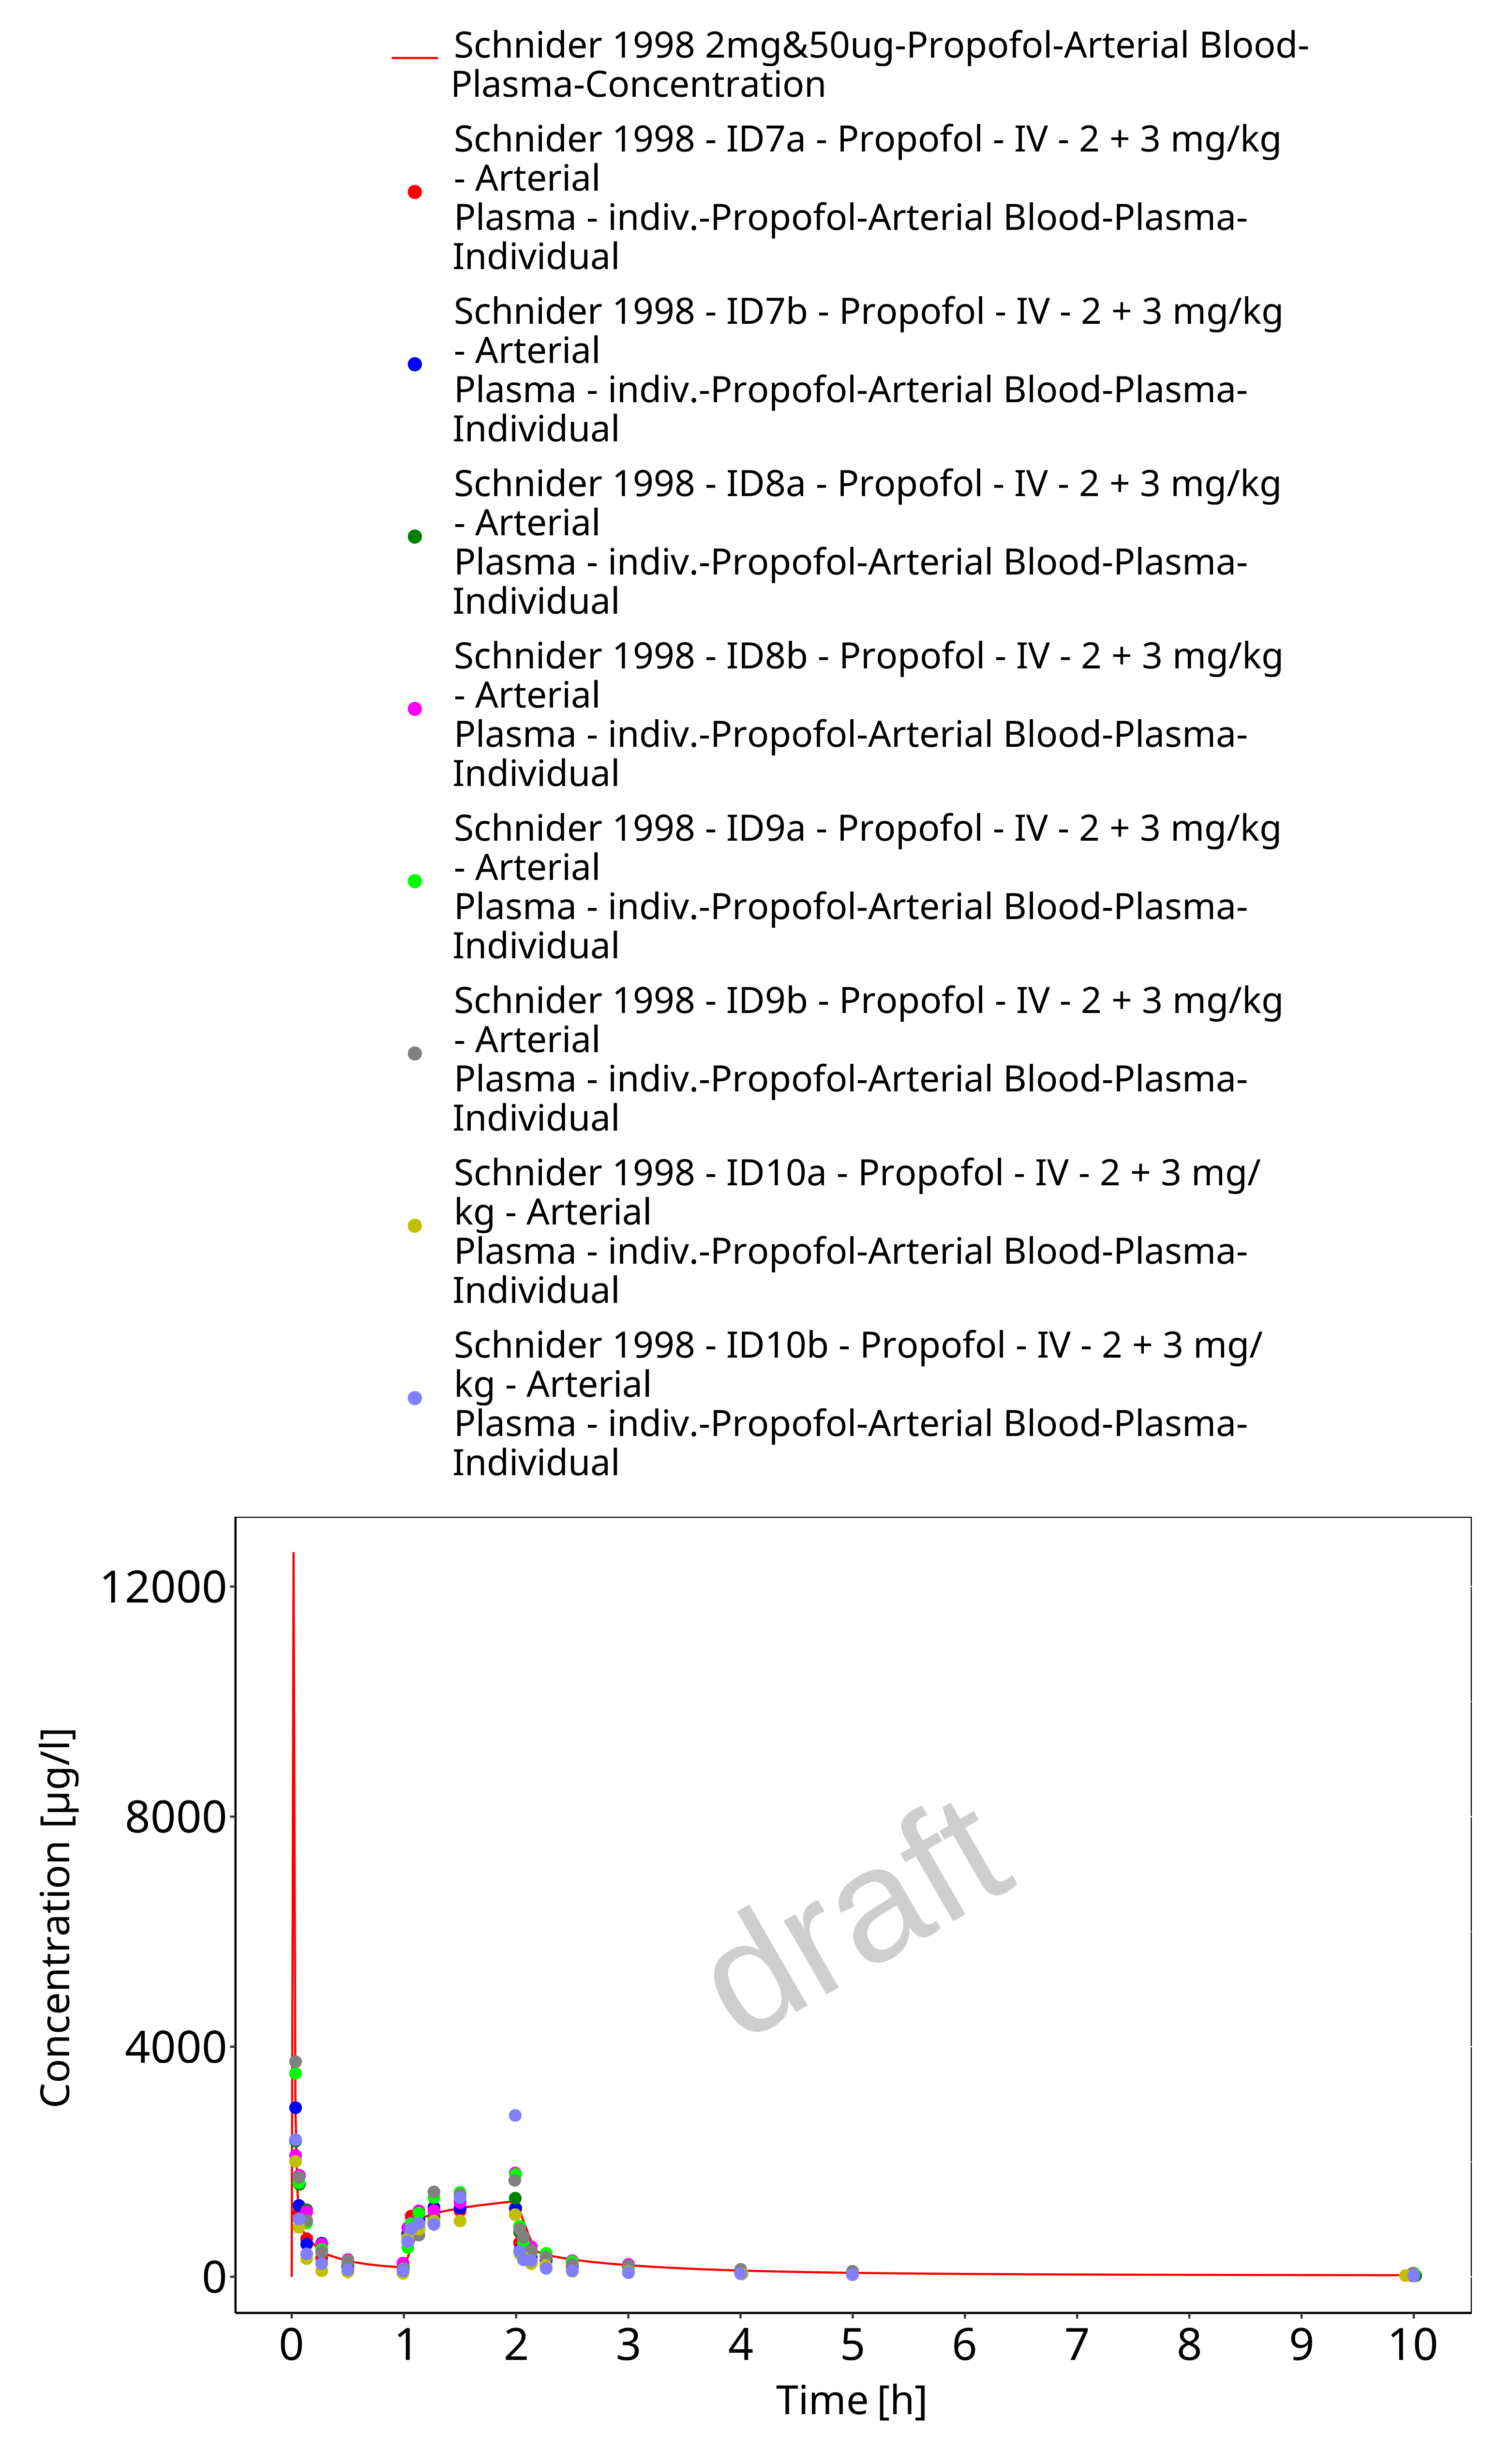 Schnider 1998 2mg&50ug-Propofol-Arterial Blood-
Plasma-Concentration
Schnider 1998 - ID7a - Propofol - IV - 2 + 3 mg/kg
- Arterial
Plasma - indiv.-Propofol-Arterial Blood-Plasma-
Individual
Schnider 1998 - ID7b - Propofol - IV - 2 + 3 mg/kg
- Arterial
Plasma - indiv.-Propofol-Arterial Blood-Plasma-
Individual
Schnider 1998 - ID8a - Propofol - IV - 2 + 3 mg/kg
- Arterial
Plasma - indiv.-Propofol-Arterial Blood-Plasma-
Individual
Schnider 1998 - ID8b - Propofol - IV - 2 + 3 mg/kg
- Arterial
Plasma - indiv.-Propofol-Arterial Blood-Plasma-
Individual
Schnider 1998 - ID9a - Propofol - IV - 2 + 3 mg/kg
- Arterial
Plasma - indiv.-Propofol-Arterial Blood-Plasma-
Individual
Schnider 1998 - ID9b - Propofol - IV - 2 + 3 mg/kg
- Arterial
Plasma - indiv.-Propofol-Arterial Blood-Plasma-
Individual
Schnider 1998 - ID10a - Propofol - IV - 2 + 3 mg/
kg - Arterial
Plasma - indiv.-Propofol-Arterial Blood-Plasma-
Individual
Schnider 1998 - ID10b - Propofol - IV - 2 + 3 mg/
kg - Arterial
Plasma - indiv.-Propofol-Arterial Blood-Plasma-
Individual
12000
8000
4000
0
Concentration [µg/l]
draft
0 1 2 3 4 5 6 7 8 9 10
Time [h]